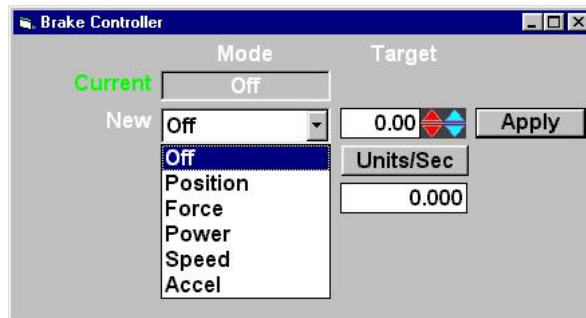 Brake Controller
Mode Target
Current Off
New Off 0.00 Apply
Off Units/Sec
Position 0.000
Force
Power
Speed
Accel